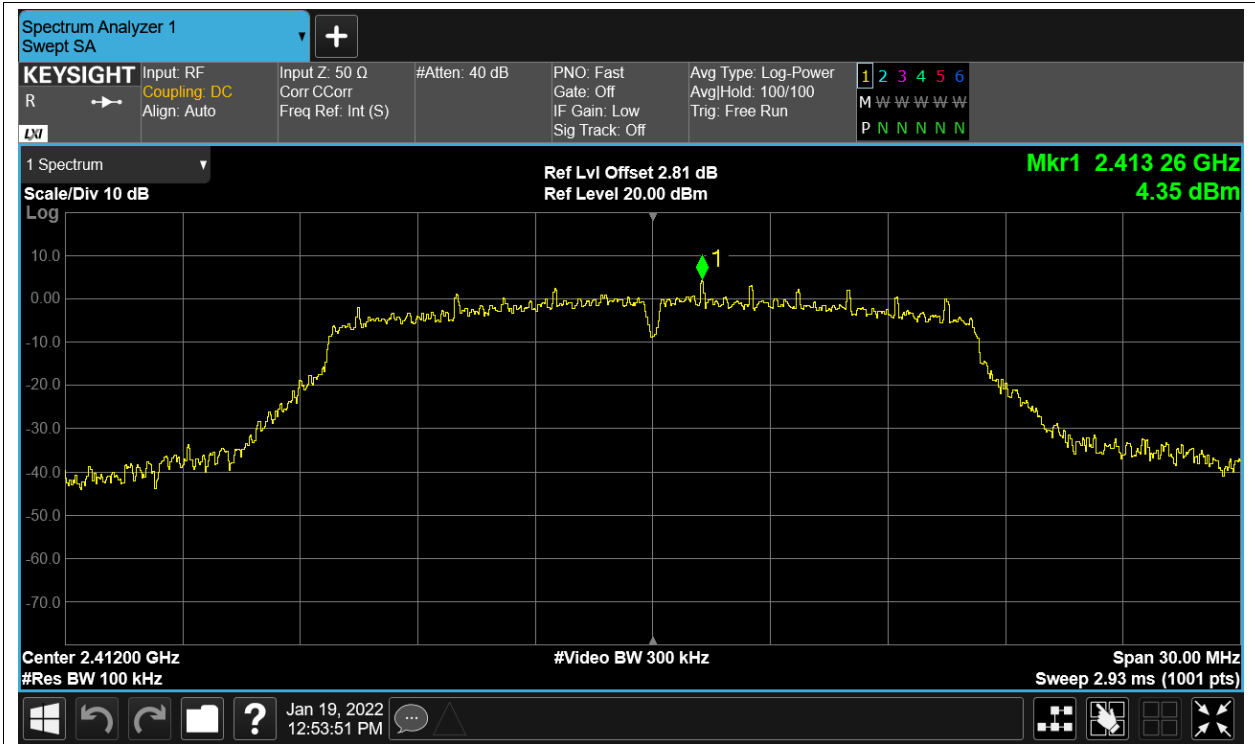 Spectrum Analyzer 1
Swept SA
KEYSIGHT
R
LXI
Input: RF
Coupling: DC
Align: Auto
Input Z: 50 Ω
Corr CCorr
Freq Ref: Int (S)
#Atten: 40 dB
PNO: Fast
Gate: Off
IF Gain: Low
Sig Track: Off
Avg Type: Log-Power
Avg|Hold: 100/100
Trig: Free Run
1 2 3 4 5 6
M W W W W W
P N N N N N
1 Spectrum
Scale/Div 10 dB
Log
Ref Lvl Offset 2.81 dB
Ref Level 20.00 dBm
Mkr1 2.413 26 GHz
4.35 dBm
10.0
0.00
-10.0
-20.0
-30.0
-40.0
-50.0
-60.0
-70.0
1
Center 2.41200 GHz
#Res BW 100 kHz
#Video BW 300 kHz
Span 30.00 MHz
Sweep 2.93 ms (1001 pts)
?
Jan 19, 2022
12:53:51 PM